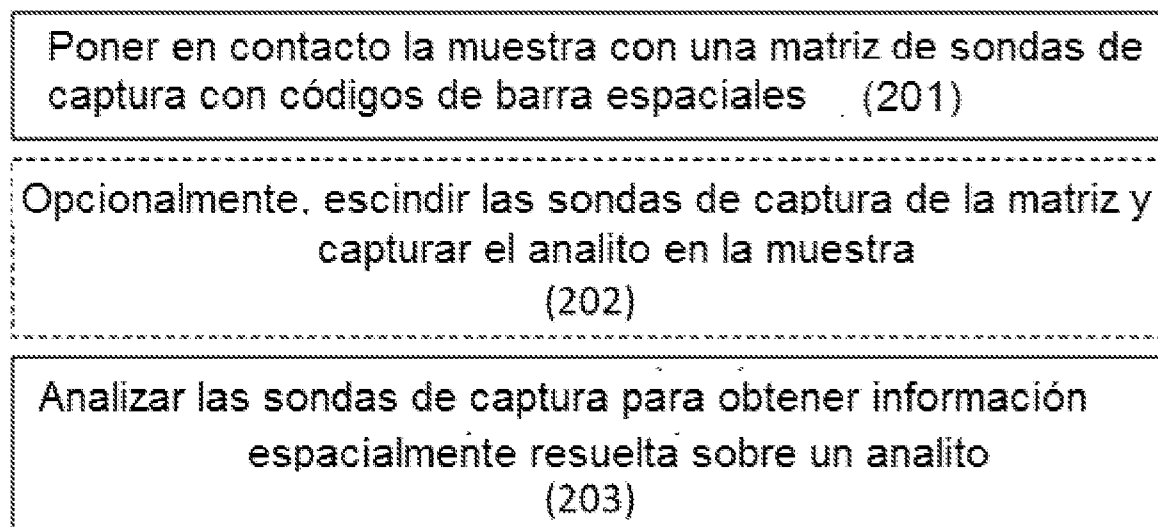 Poner en contacto la muestra con una matriz de sondas de
captura con códigos de barra espaciales (201)
Opcionalmente, escindir las sondas de captura de la matriz y
capturar el analito en la muestra
(202)
Analizar las sondas de captura para obtener información
espacialmente resuelta sobre un analito
(203)